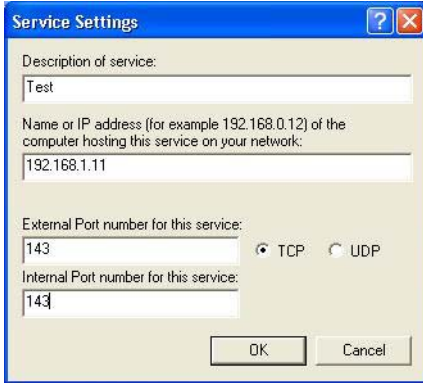 Service Settings
Description of service:
Test
Name or IP address (for example 192.168.0.12) of the
computer hosting this service on your network:
192.168.1.11
External Port number for this service:
143
TCP
UDP
Internal Port number for this service:
143
OK
Cancel